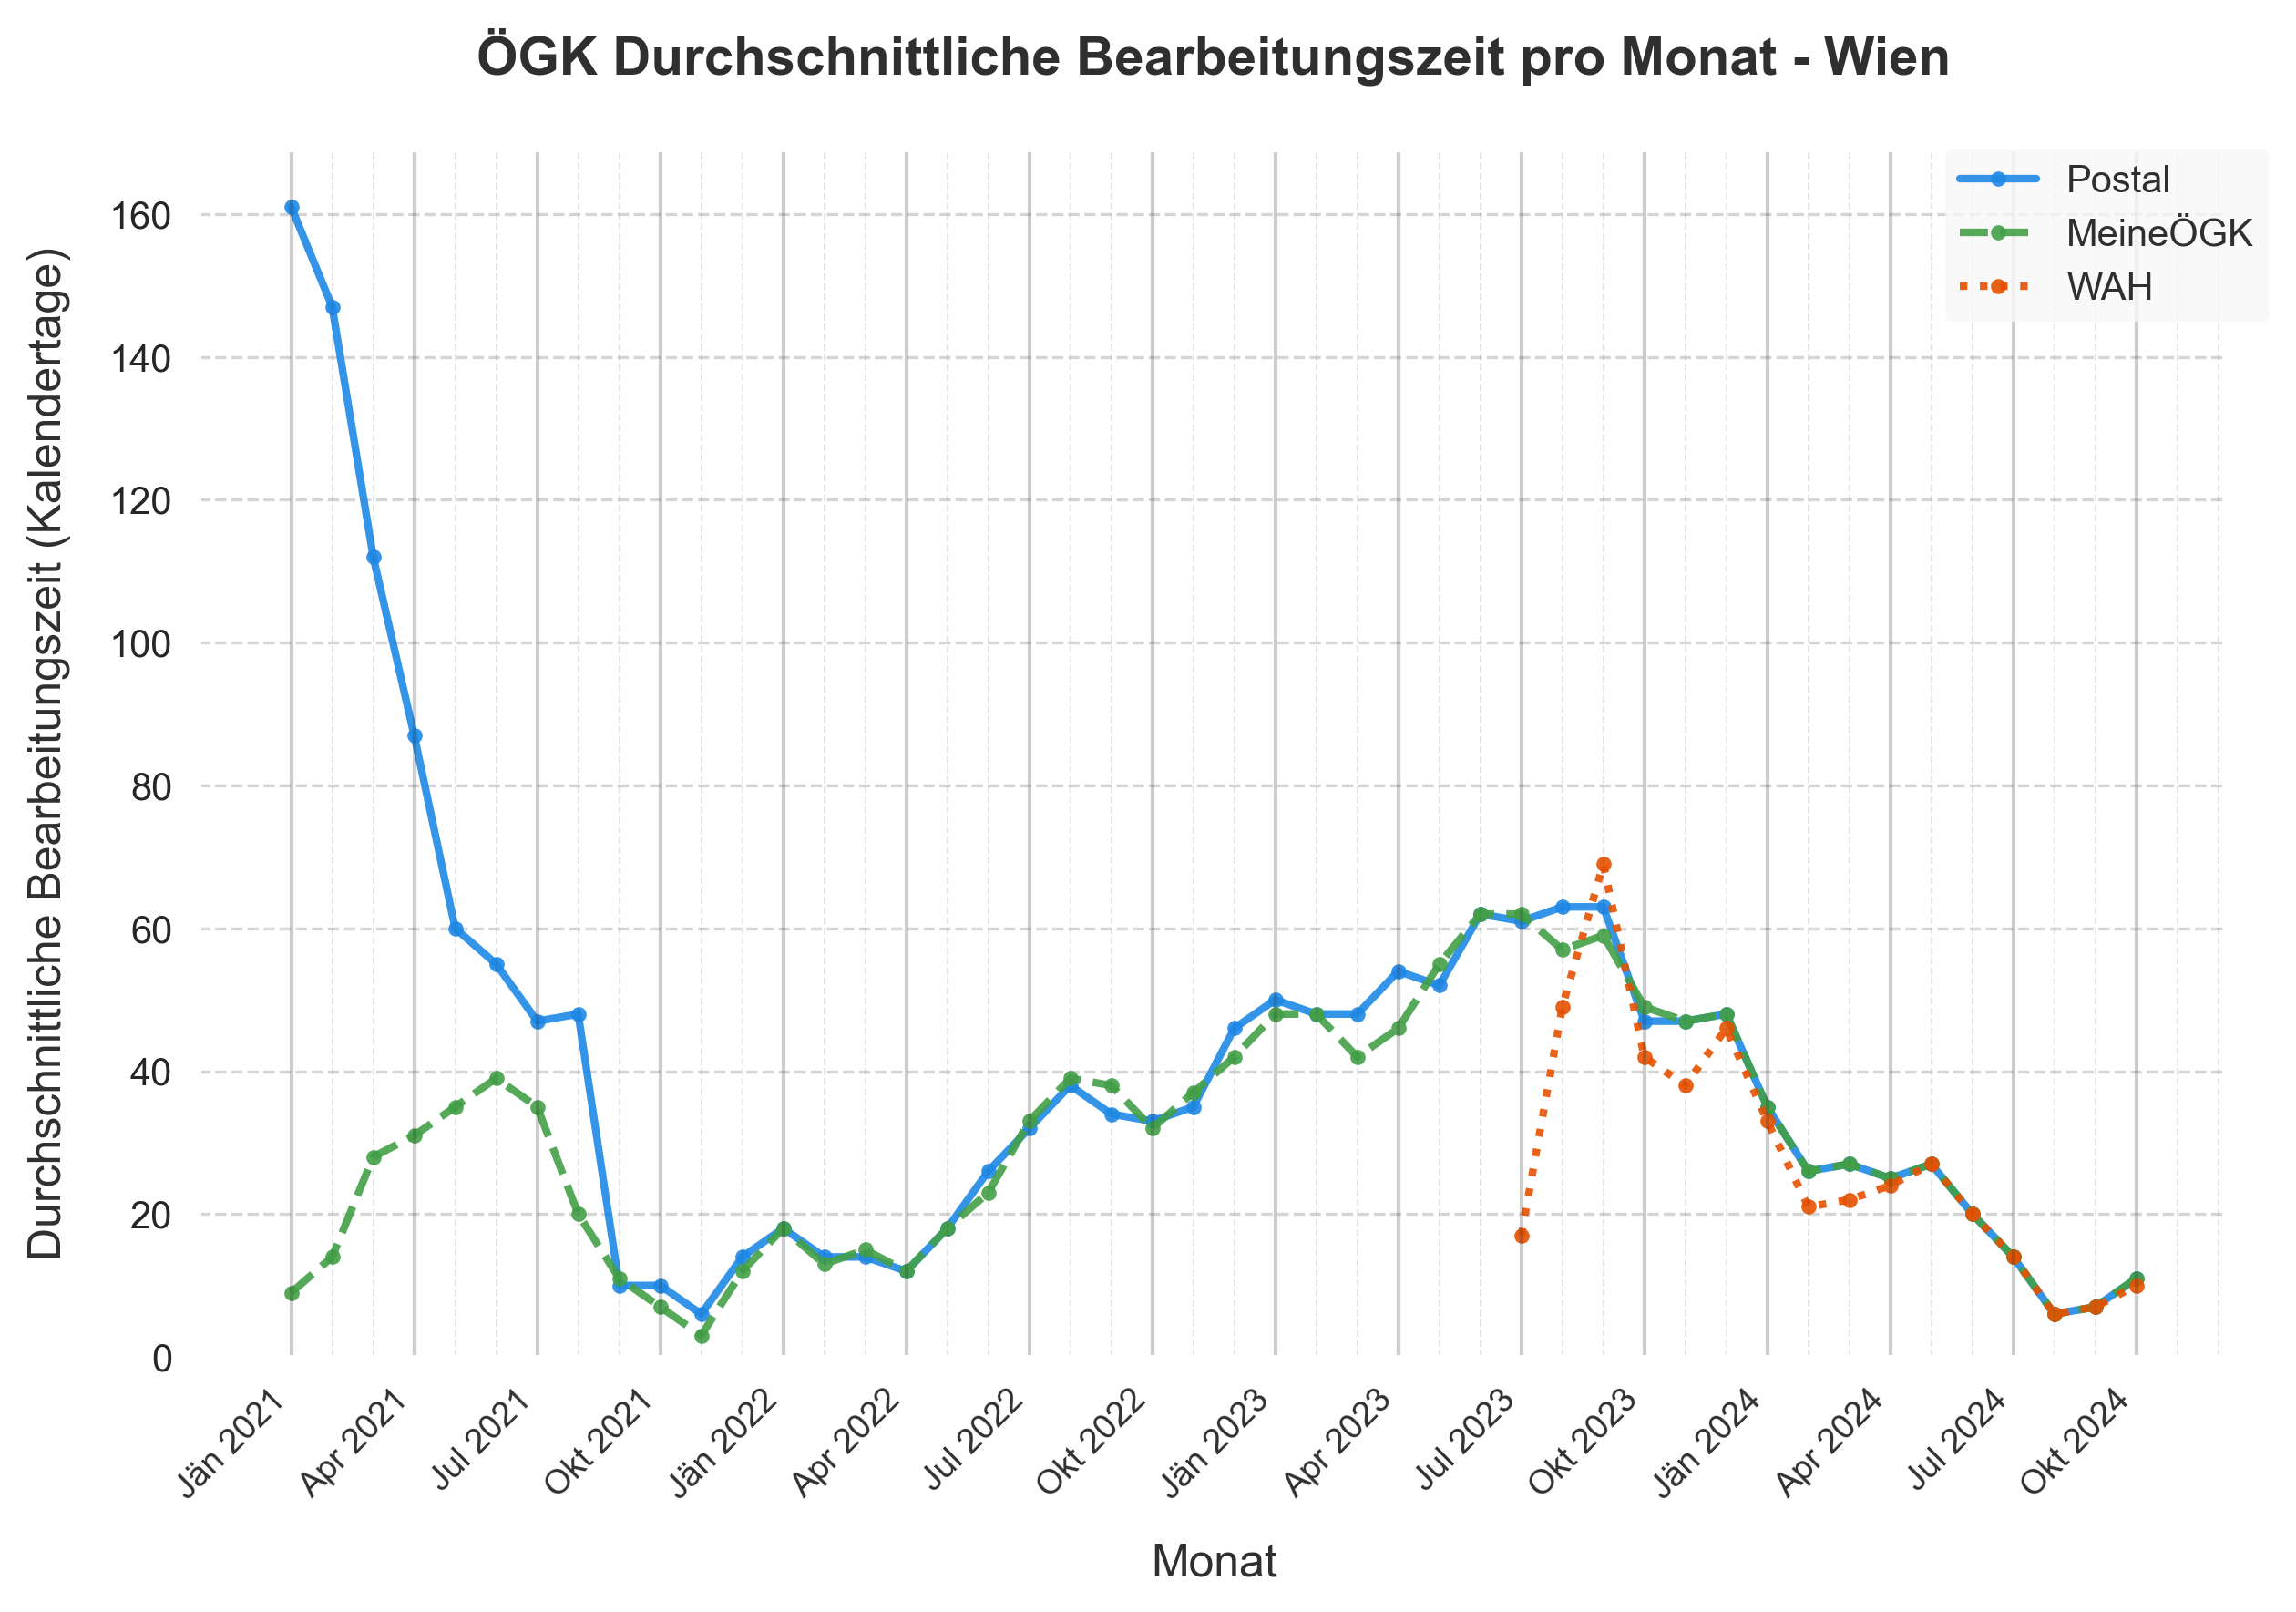 ÖGK Durchschnittliche Bearbeitungszeit pro Monat - Wien
Durchschnittliche Bearbeitungszeit (Kalendertage)
160
140
120
100
80
60
40
20
0
Postal
MeineÖGK
WAH
Jän 2021
Apr 2021
Jul 2021
Okt 2021
Jän 2022
Apr 2022
Jul 2022
Okt 2022
Jän 2023
Apr 2023
Jul 2023
Okt 2023
Jän 2024
Apr 2024
Jul 2024
Okt 2024
Monat